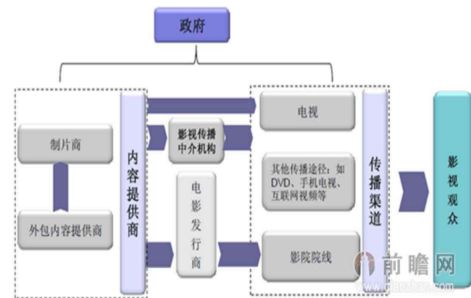 政府
制片商
外包内容提供商
内容提供商
影视传播
中介机构
电影发行商
电视
其他传播途径：如
DVD、手机电视、
互联网视频等
影院院线
传播渠道
影视观众
前瞻网